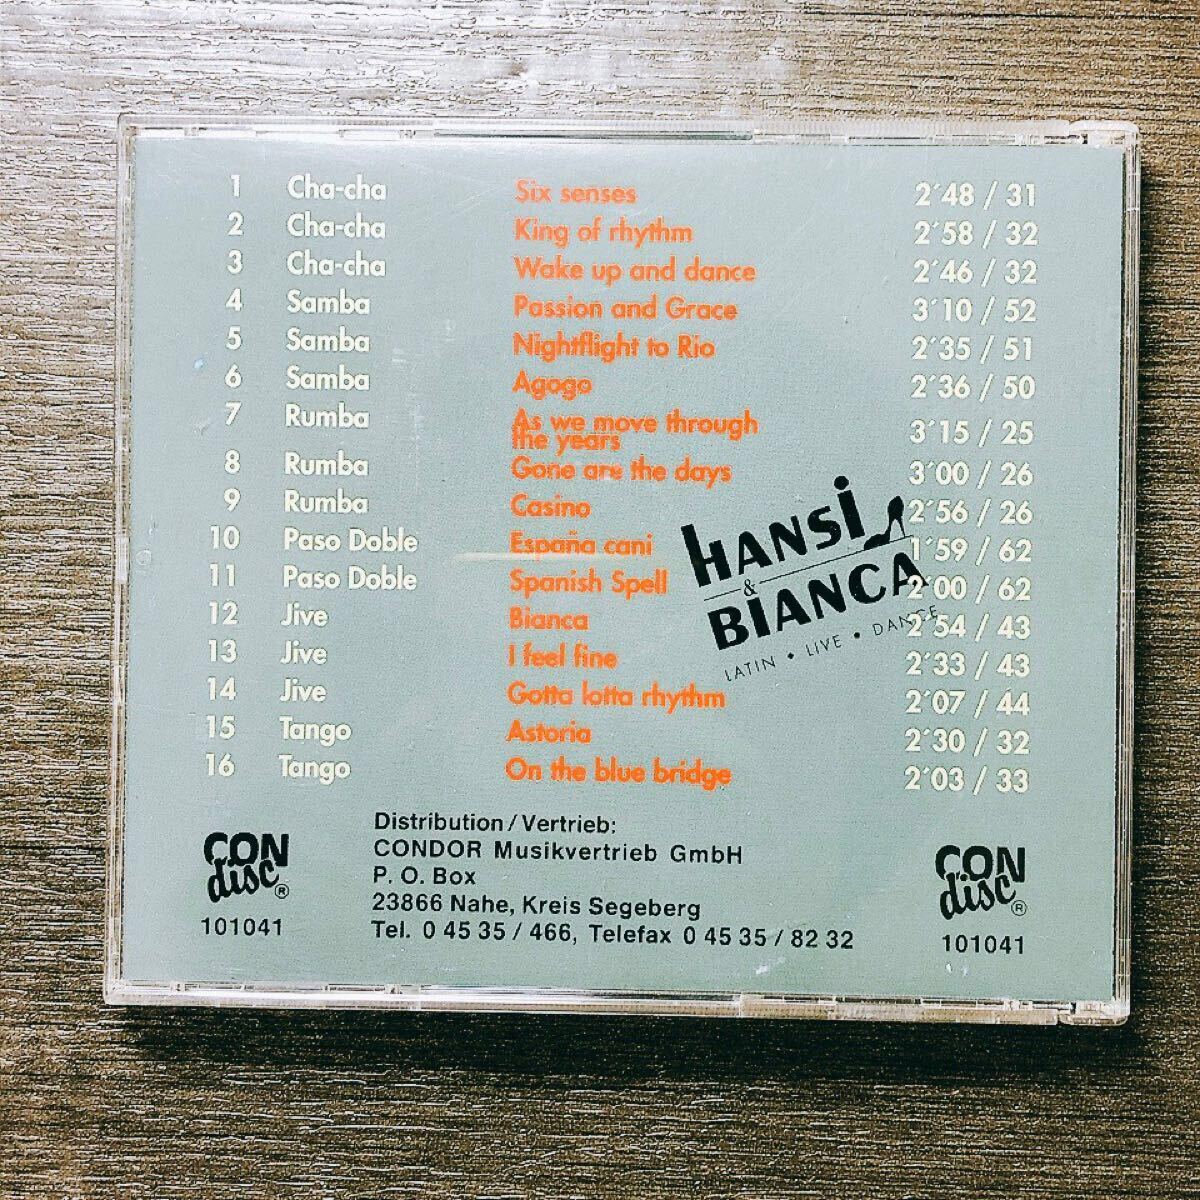 1 Cha-cha Six senses 2´48 / 31
2 Cha-cha King of rhythm 2´58 / 32
3 Cha-cha Wake up and dance 2´46 / 32
4 Samba Passion and Grace 3´10 / 52
5 Samba Nightflight to Rio 2´35 / 51
6 Samba Agogo 2´36 / 50
7 Rumba As we move through
the years 3´15 / 25
8 Rumba Gone are the days 3´00 / 26
9 Rumba Casino 2´56 / 26
10 Paso Doble España cani 1´59 / 62
11 Paso Doble Spanish Spell 2´00 / 62
12 Jive Bianca 2´54 / 43
13 Jive I feel fine 2´33 / 43
14 Jive Gotta lotta rhythm 2´07 / 44
15 Tango Astoria 2´30 / 32
16 Tango On the blue bridge 2´03 / 33
HANSi
&
BiANCA
LATIN • LIVE • DANCE
CON
disc®
101041
Distribution / Vertrieb:
CONDOR Musikvertrieb GmbH
P. O. Box
23866 Nahe, Kreis Segeberg
Tel. 0 45 35 / 466, Telefax 0 45 35 / 82 32
CON
disc®
101041